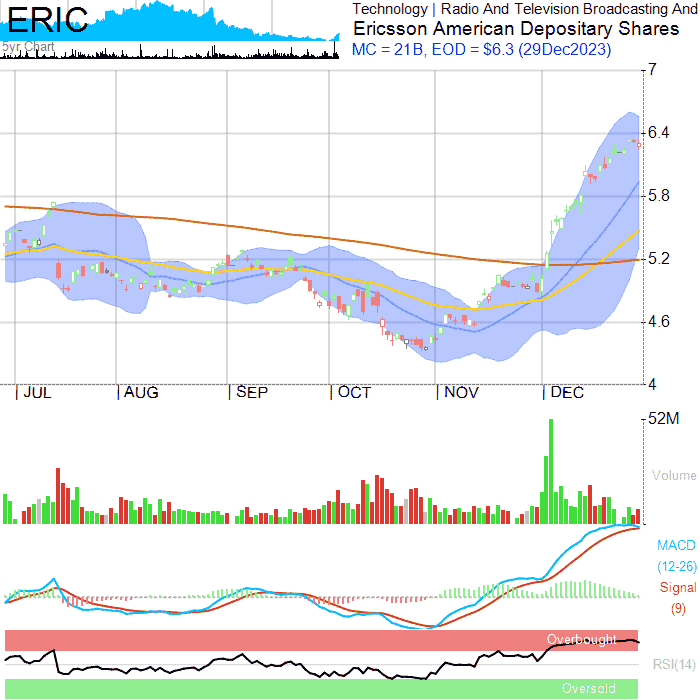 ERIC
5yr Chart
Technology | Radio And Television Broadcasting And
Ericsson American Depositary Shares
MC = 21B, EOD = $6.3 (29Dec2023)
7
6.4
5.8
5.2
4.6
4
|JUL |AUG |SEP |OCT |NOV |DEC
52M
Volume
MACD
(12-26)
Signal
(9)
Overbought
RSI(14)
Oversold